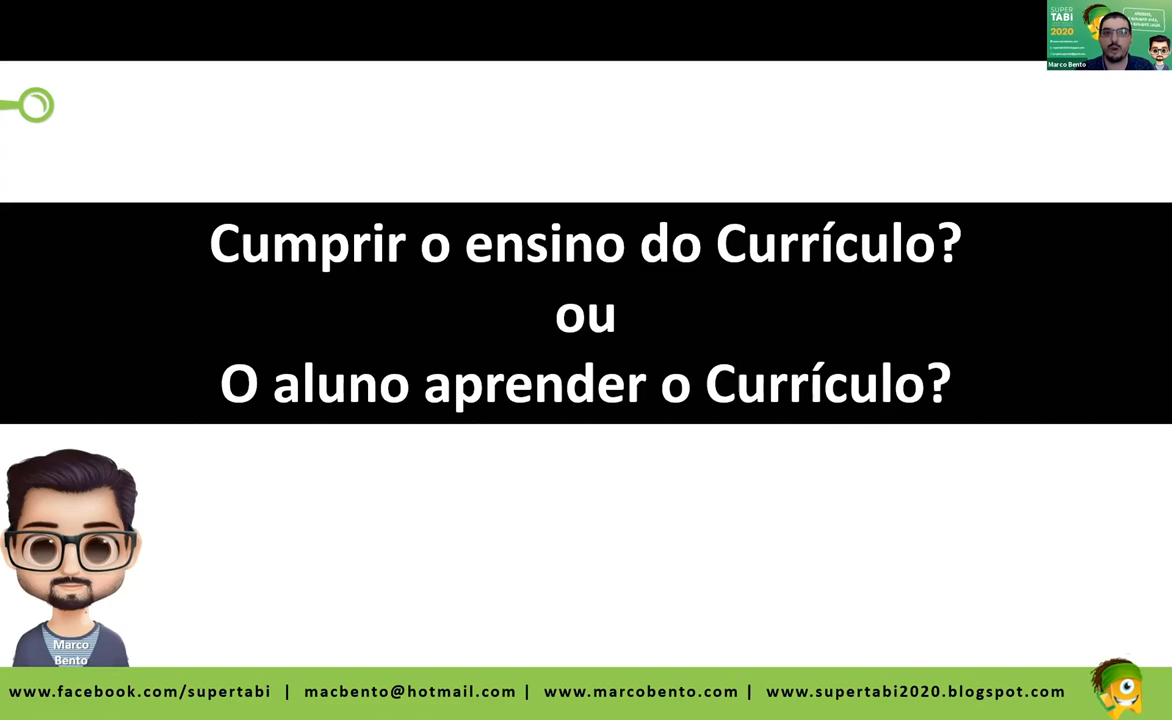 SUPER
TABi
2020
Marco Bento
Cumprir o ensino do Currículo?
ou
O aluno aprender o Currículo?
Marco
Bento
www.facebook.com/supertabi | macbento@hotmail.com | www.marcobento.com | www.supertabi2020.blogspot.com